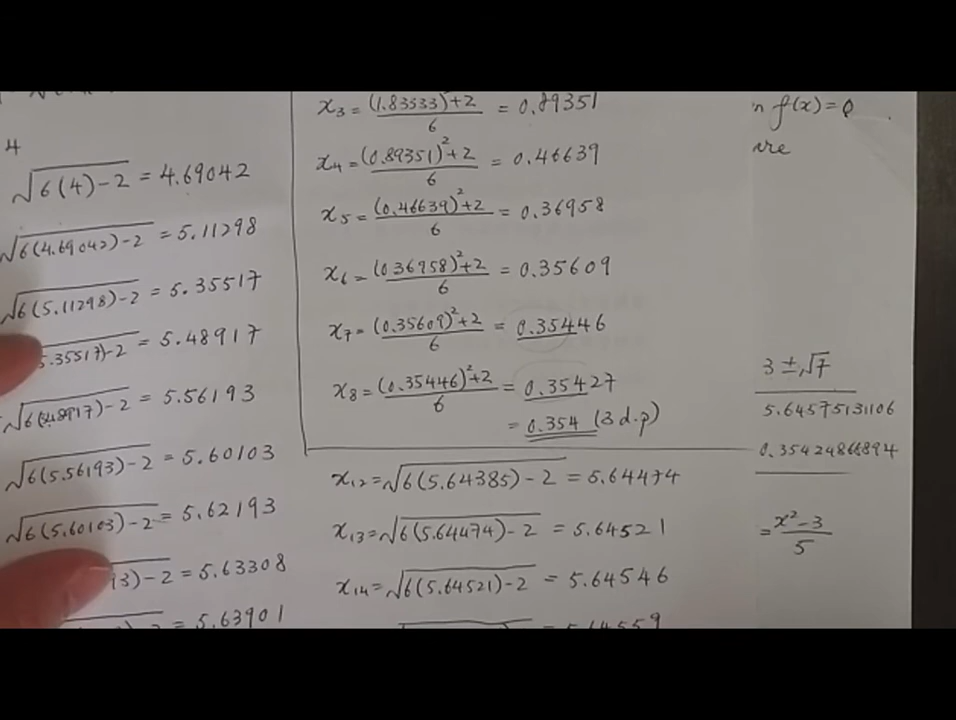 4
√6(4)-2 = 4.69042
√6(4.69042)-2 = 5.11298
√6(5.11298)-2 = 5.35517
5.35517)-2 = 5.48917
)-2 = 5.56193
√6(5.56193)-2 = 5.60103
√6(5.60103)-2 = 5.62193
3)-2 = 5.63308
-2 = 5.63901
x₃ = (1.83533)²+2 / 6 = 0.89351
x₄ = (0.89351)²+2 / 6 = 0.46639
x₅ = (0.46639)²+2 / 6 = 0.36958
x₆ = (0.36958)²+2 / 6 = 0.35609
x₇ = (0.35609)²+2 / 6 = 0.35446
x₈ = (0.35446)²+2 / 6 = 0.35427
= 0.354 (3 d.p)
x₁₂ = √6(5.64385)-2 = 5.64474
x₁₃ = √6(5.64474)-2 = 5.64521
x₁₄ = √6(5.64521)-2 = 5.64546
f(x) = 0
are
3 ± √7
5.64575131106
0.35424868894
= x²-3 / 5